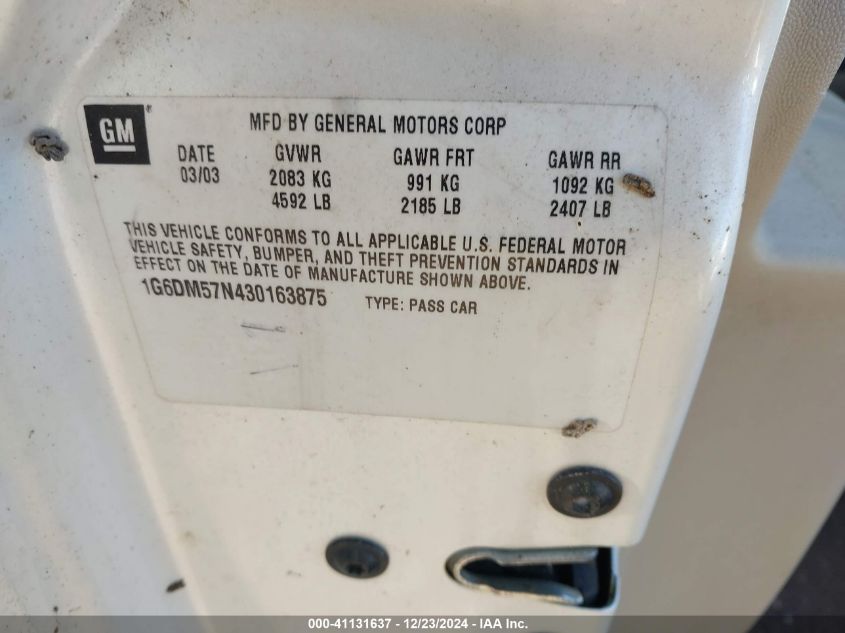 GM
MFD BY GENERAL MOTORS CORP
DATE GVWR GAWR FRT GAWR RR
03/03 2083 KG 991 KG 1092 KG
4592 LB 2185 LB 2407 LB
THIS VEHICLE CONFORMS TO ALL APPLICABLE U.S. FEDERAL MOTOR
VEHICLE SAFETY, BUMPER, AND THEFT PREVENTION STANDARDS IN
EFFECT ON THE DATE OF MANUFACTURE SHOWN ABOVE.
1G6DM57N430163875 TYPE: PASS CAR
000-41131637 - 12/23/2024 - IAA Inc.